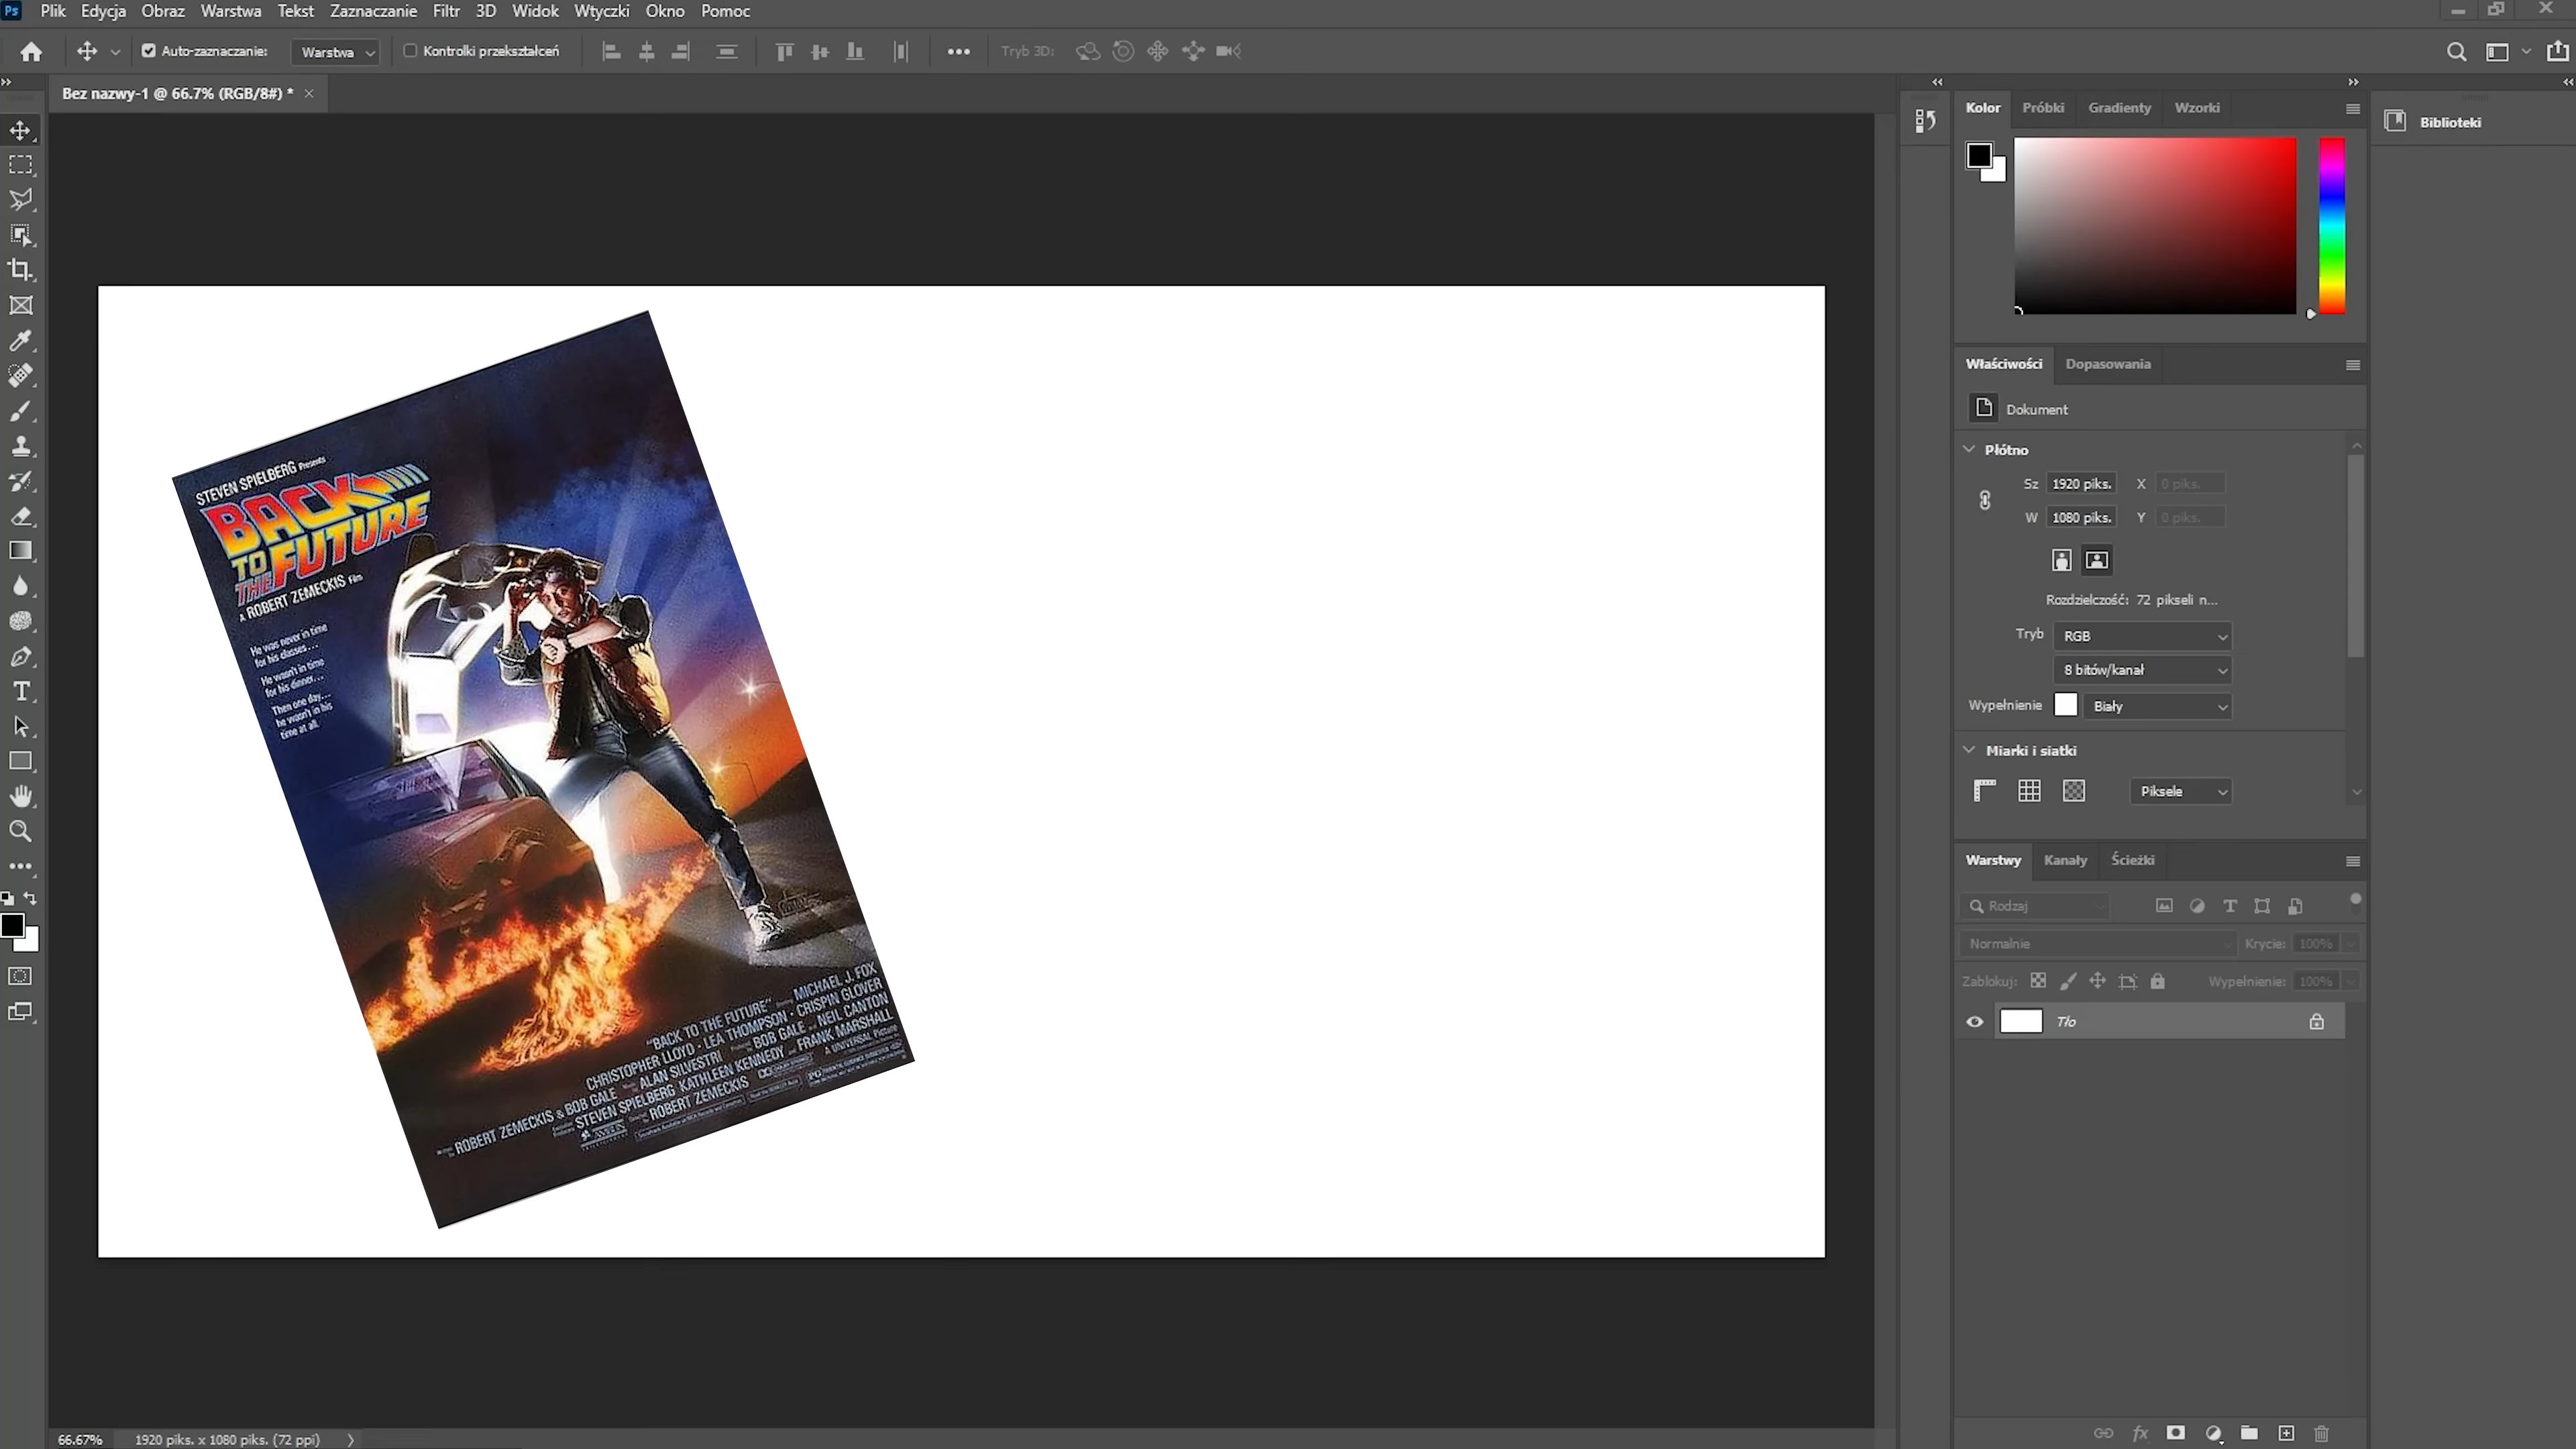 Ps Plik Edycja Obraz Warstwa Tekst Zaznaczanie Filtr 3D Widok Wtyczki Okno Pomoc
Auto-zaznaczanie: Warstwa Kontrolki przekształceń Tryb 3D:
Bez nazwy-1 @ 66.7% (RGB/8#) *
STEVEN SPIELBERG Presents
BACK
TO THE FUTURE
A ROBERT ZEMECKIS Film
He was never in time
for his classes...
He wasn't in time
for his dinner...
Then one day...
he wasn't in his
time at all.
"BACK TO THE FUTURE" MICHAEL J. FOX
CHRISTOPHER LLOYD · LEA THOMPSON · CRISPIN GLOVER
ROBERT ZEMECKIS & BOB GALE ALAN SILVESTRI BOB GALE NEIL CANTON
STEVEN SPIELBERG KATHLEEN KENNEDY FRANK MARSHALL
ROBERT ZEMECKIS PG A UNIVERSAL Picture
Kolor Próbki Gradienty Wzorki
Właściwości Dopasowania
Dokument
Płótno
Sz 1920 piks. X 0 piks.
W 1080 piks. Y 0 piks.
Rozdzielczość: 72 pikseli n...
Tryb RGB
8 bitów/kanał
Wypełnienie Biały
Miarki i siatki
Piksele
Warstwy Kanały Ścieżki
Rodzaj
Normalnie Krycie: 100%
Zablokuj: Wypełnienie: 100%
Tło
Biblioteki
66.67% 1920 piks. x 1080 piks. (72 ppi)